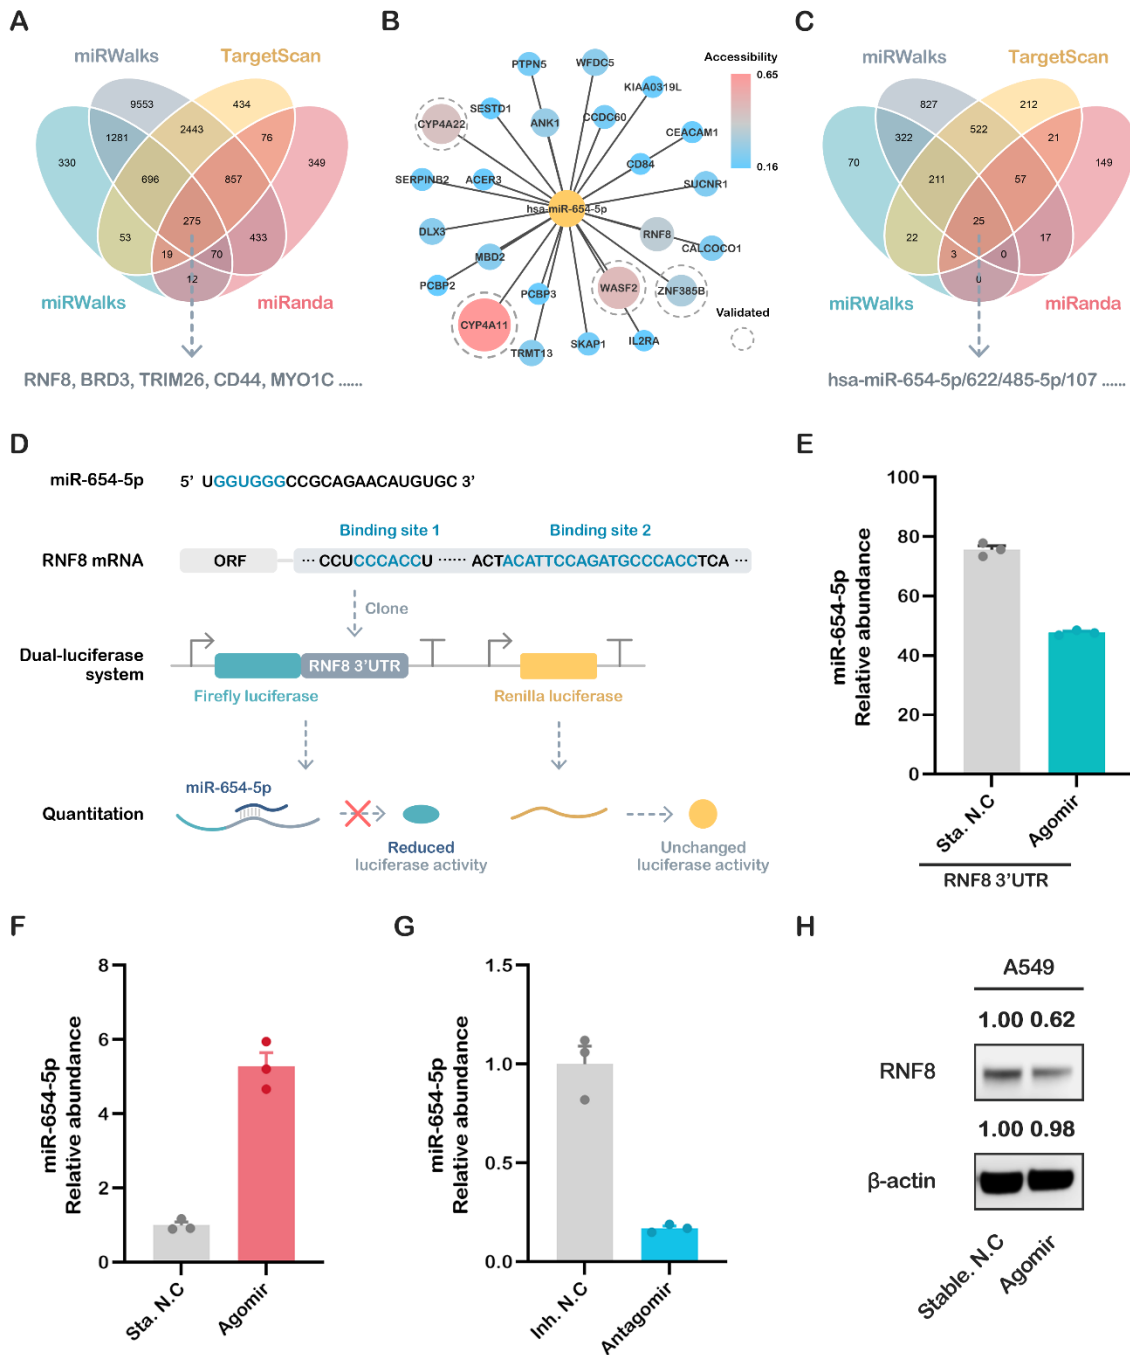 A
miRWalks
TargetScan
9553
434
2443
1281
76
330
349
696
857
275
53
433
19
70
12
miRWalks
miRanda
RNF8, BRD3, TRIM26, CD44, MYO1C ......
B
PTPN5
WFDC5
KIAA0319L
SESTD1
CYP4A22
ANK1
CCDC60
CEACAM1
CD84
SERPINB2
ACER3
SUCNR1
hsa-miR-654-5p
DLX3
RNF8
CALCOCO1
MBD2
PCBP2
PCBP3
WASF2
ZNF385B
CYP4A11
TRMT13
SKAP1
IL2RA
Accessibility
0.65
0.16
Validated
C
miRWalks
TargetScan
827
212
522
322
21
70
149
211
57
25
22
17
3
0
0
miRWalks
miRanda
hsa-miR-654-5p/622/485-5p/107 ......
D
miR-654-5p
5' UGGUGGGCCGCAGAACAUGUGC 3'
Binding site 1
Binding site 2
RNF8 mRNA
ORF
··· CCUCCCACCU ······ ACTACATTCCAGATGCCCACCTCA ···
Clone
Dual-luciferase
system
RNF8 3'UTR
Firefly luciferase
Renilla luciferase
miR-654-5p
Quantitation
Reduced
luciferase activity
Unchanged
luciferase activity
E
miR-654-5p
Relative abundance
100
80
60
40
20
0
Sta. N.C
Agomir
RNF8 3'UTR
F
miR-654-5p
Relative abundance
8
6
4
2
0
Sta. N.C
Agomir
G
miR-654-5p
Relative abundance
1.5
1.0
0.5
0.0
Inh. N.C
Antagomir
H
A549
1.00 0.62
RNF8
1.00 0.98
β-actin
Stable. N.C
Agomir